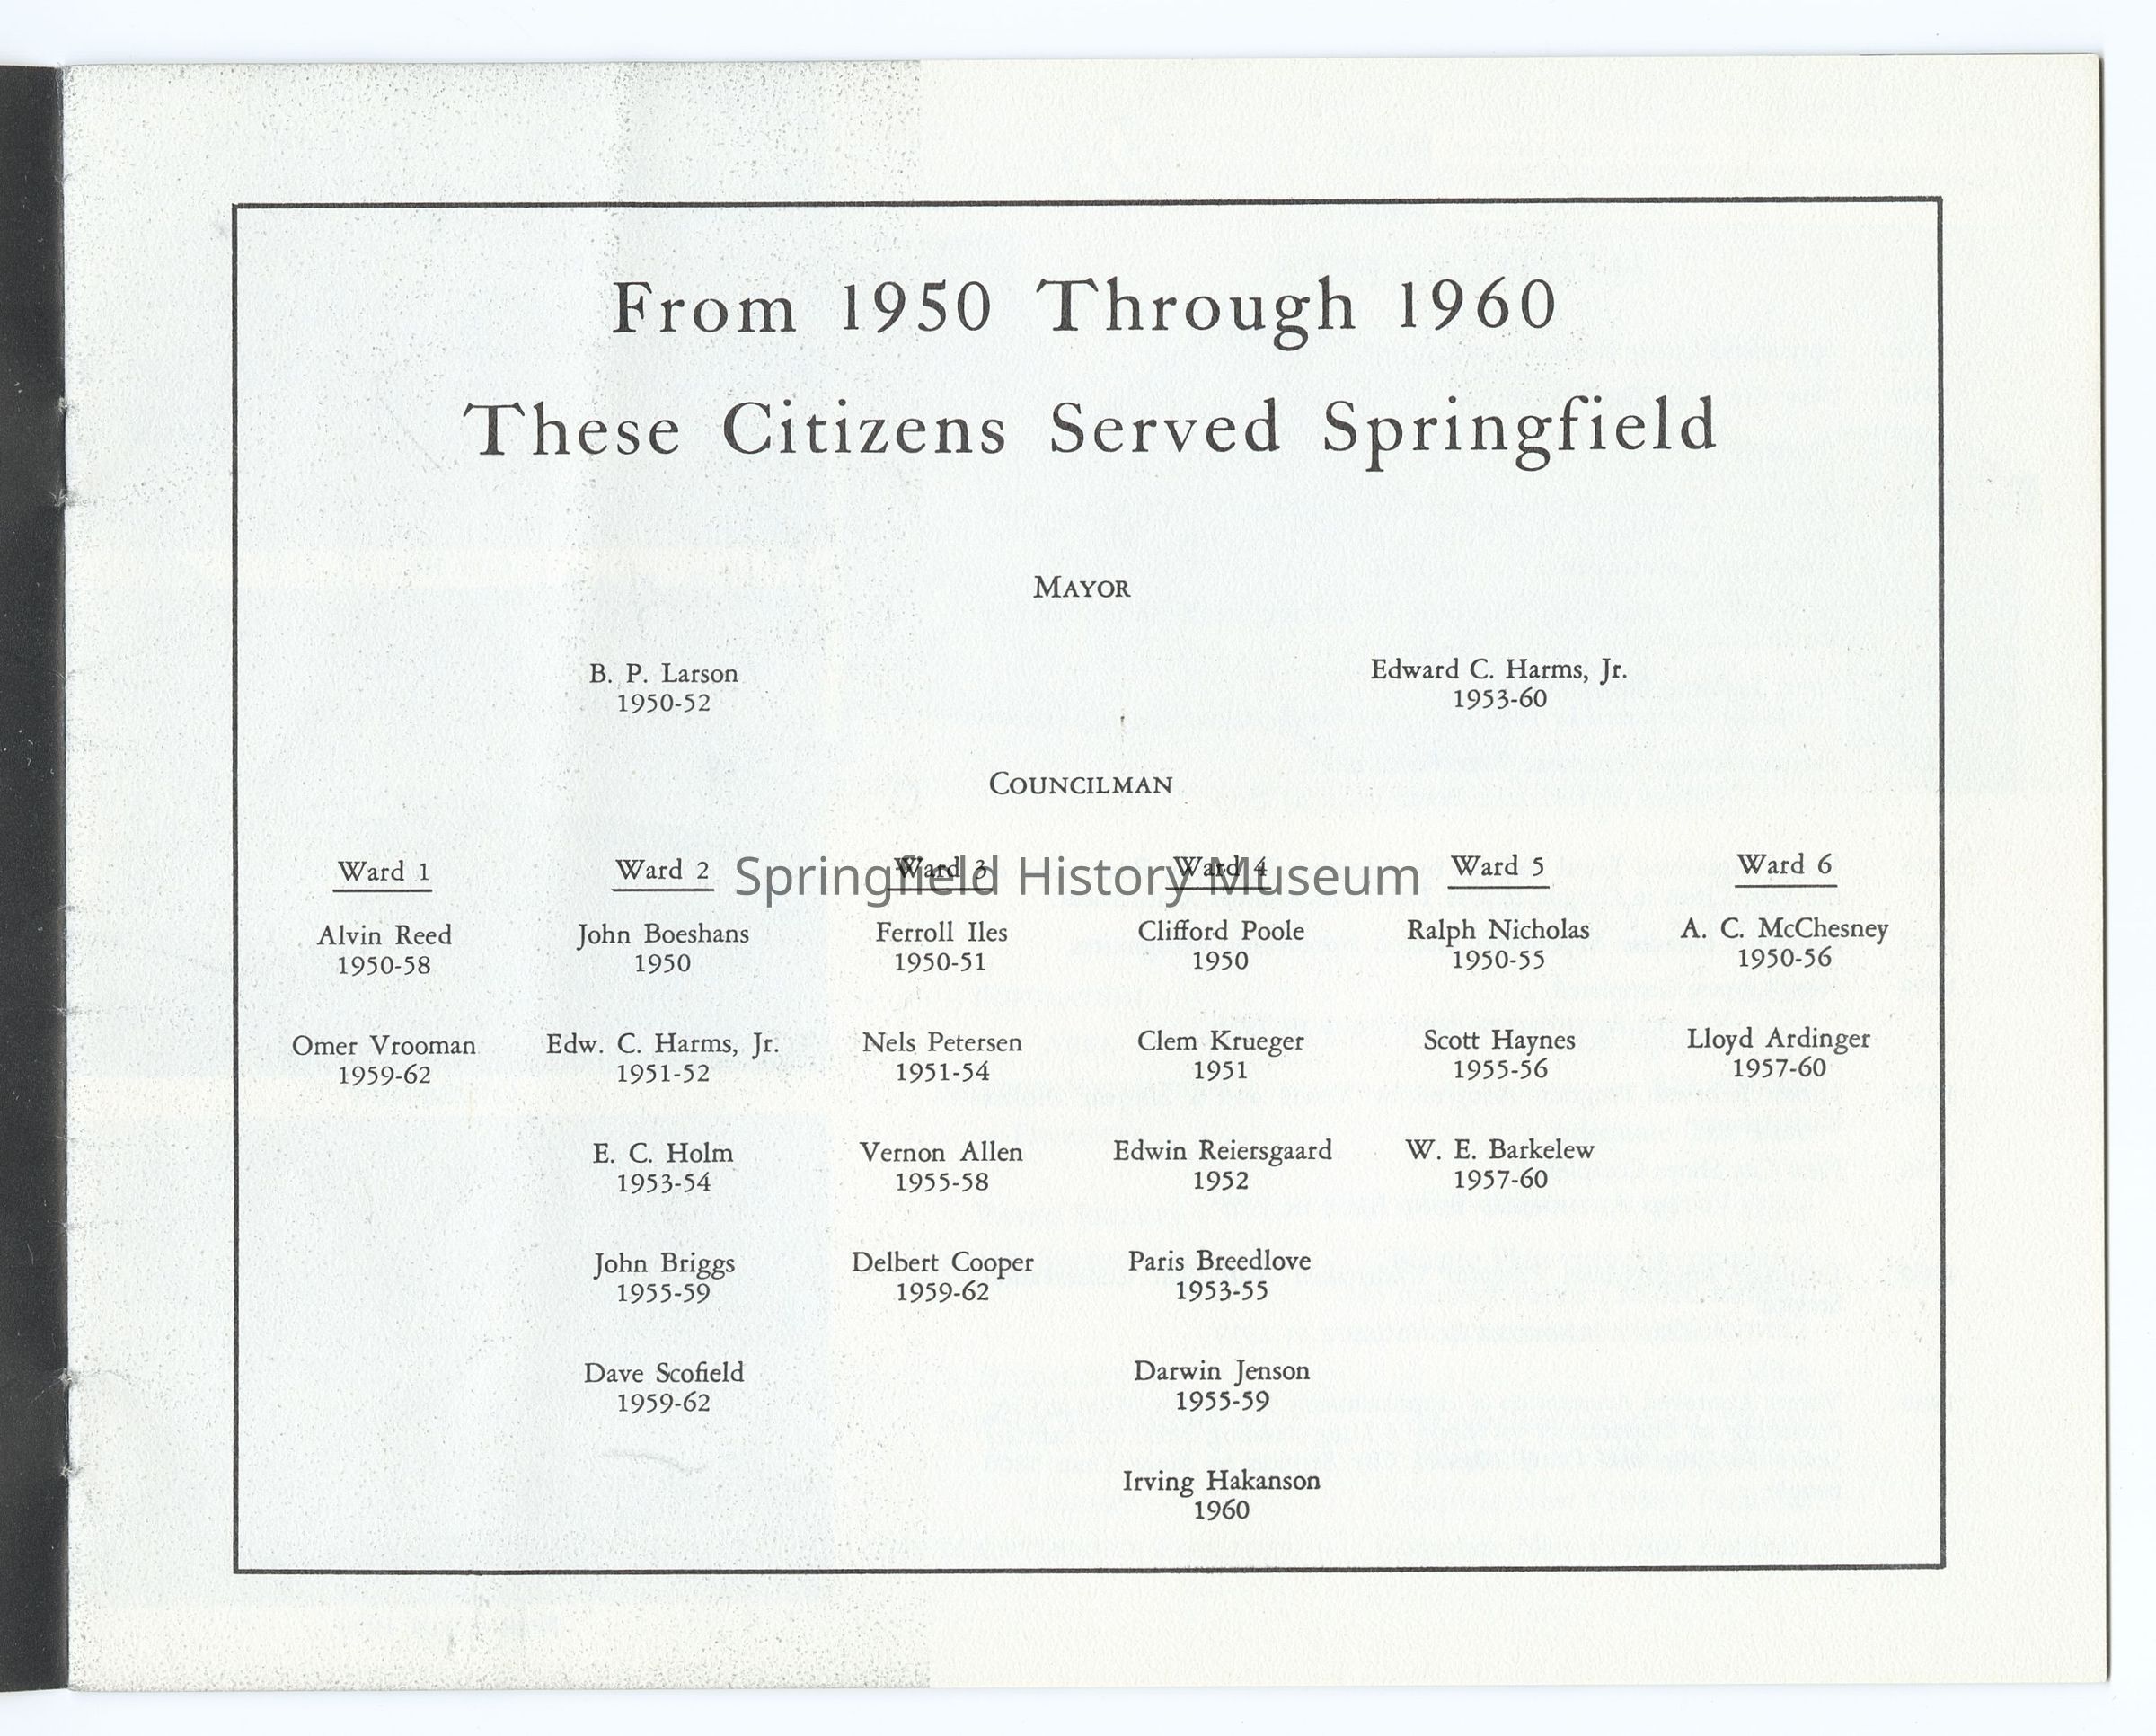 From 1950 Through 1960
These Citizens Served Springfield
MAYOR
B. P. Larson
1950-52
Edward C. Harms, Jr.
1953-60
COUNCILMAN
Ward 1
Alvin Reed
1950-58
Omer Vrooman
1959-62
Ward 2
John Boeshans
1950
Edw. C. Harms, Jr.
1951-52
E. C. Holm
1953-54
John Briggs
1955-59
Dave Scofield
1959-62
Ward 3
Ferroll Iles
1950-51
Nels Petersen
1951-54
Vernon Allen
1955-58
Delbert Cooper
1959-62
Ward 4
Clifford Poole
1950
Clem Krueger
1951
Edwin Reiersgaard
1952
Paris Breedlove
1953-55
Darwin Jenson
1955-59
Irving Hakanson
1960
Ward 5
Ralph Nicholas
1950-55
Scott Haynes
1955-56
W. E. Barkelew
1957-60
Ward 6
A. C. McChesney
1950-56
Lloyd Ardinger
1957-60
Springfield History Museum